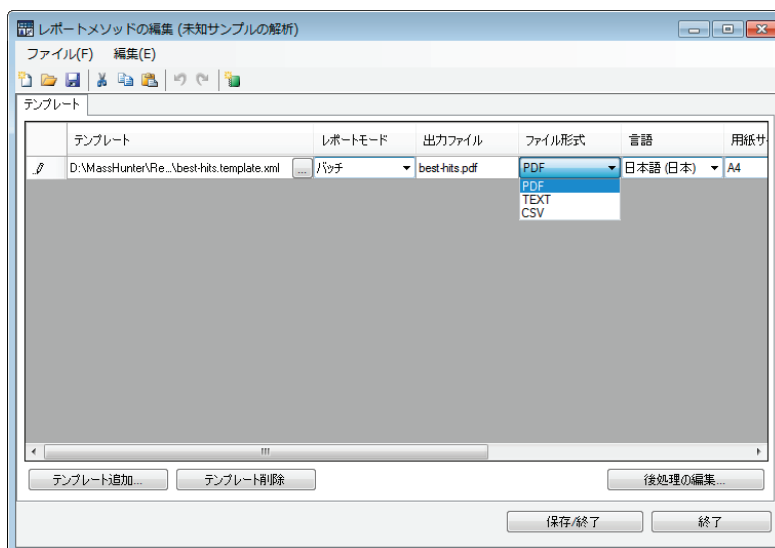 レポートメソッドの編集 (未知サンプルの解析)
ファイル(F) 編集(E)
テンプレート
テンプレート レポートモード 出力ファイル ファイル形式 言語 用紙サ
D:\MassHunter\Re...\best-hits.template.xml ... バッチ best-hits.pdf PDF 日本語 (日本) A4
PDF
TEXT
CSV
テンプレート追加... テンプレート削除 後処理の編集...
保存/終了 終了